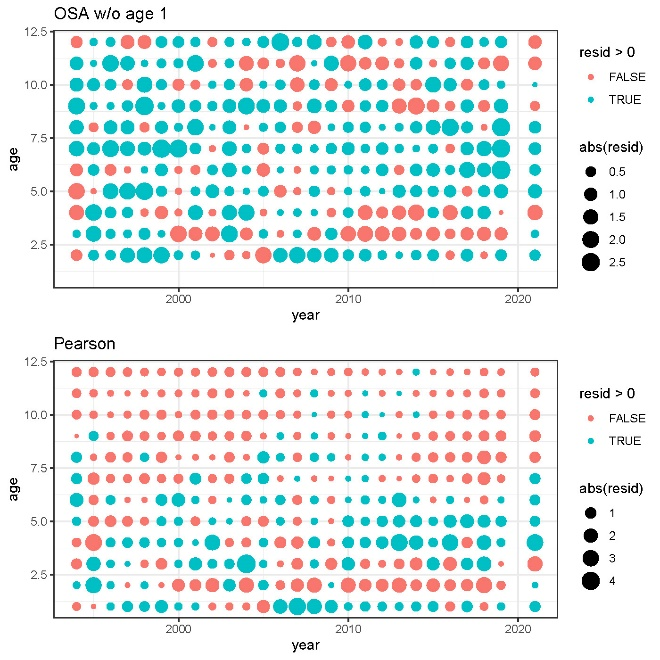 OSA w/o age 1
12.5
10.0
7.5
5.0
2.5
age
2000
2010
2020
year
resid > 0
FALSE
TRUE
abs(resid)
0.5
1.0
1.5
2.0
2.5
Pearson
12.5
10.0
7.5
5.0
2.5
age
2000
2010
2020
year
resid > 0
FALSE
TRUE
abs(resid)
1
2
3
4